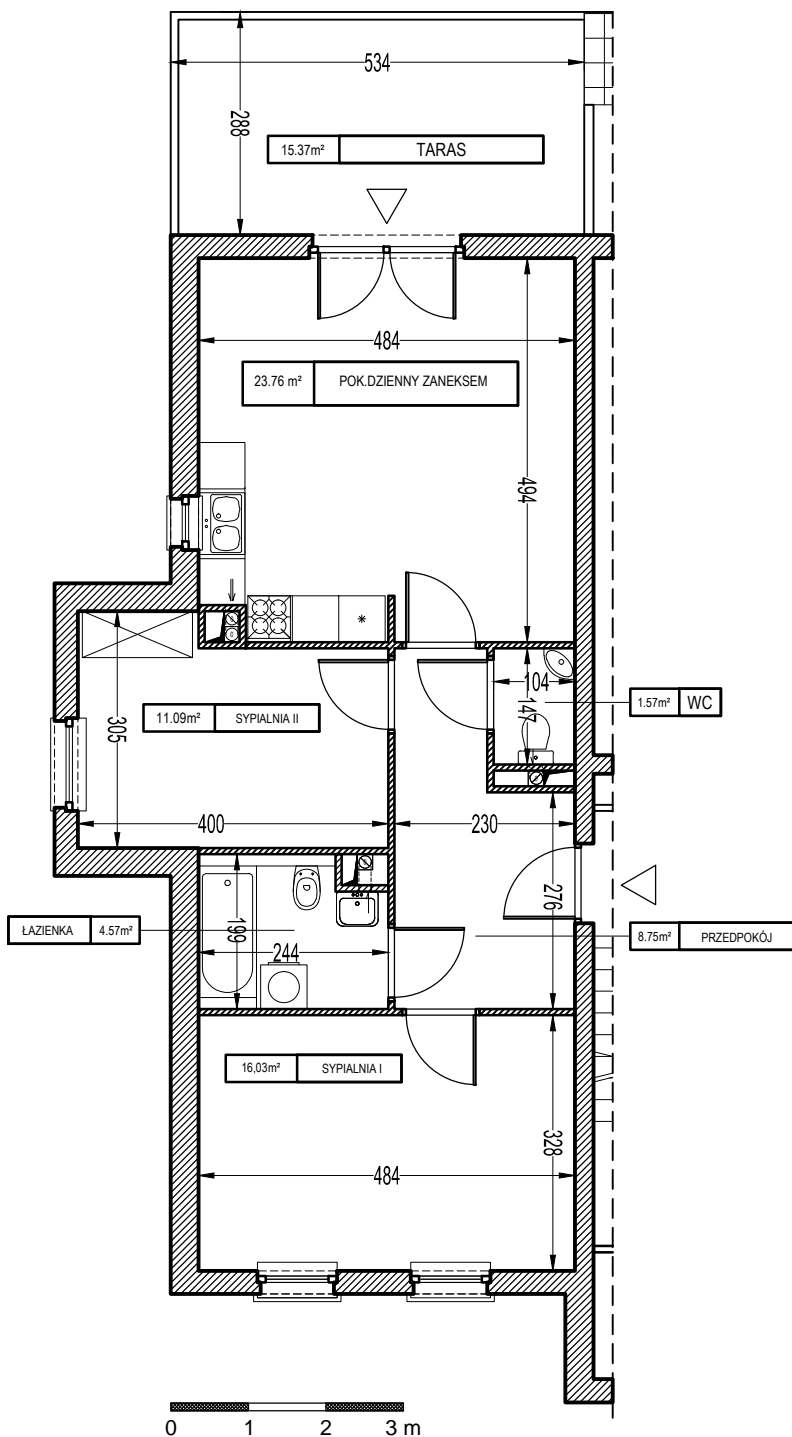 534
288
15.37m² TARAS
484
23.76 m² POK.DZIENNY ZANEKSEM
494
104
147
1.57m² WC
305
11.09m² SYPIALNIA II
400
230
276
ŁAZIENKA 4.57m²
199
244
8.75m² PRZEDPOKÓJ
16,03m² SYPIALNIA I
328
484
0 1 2 3 m